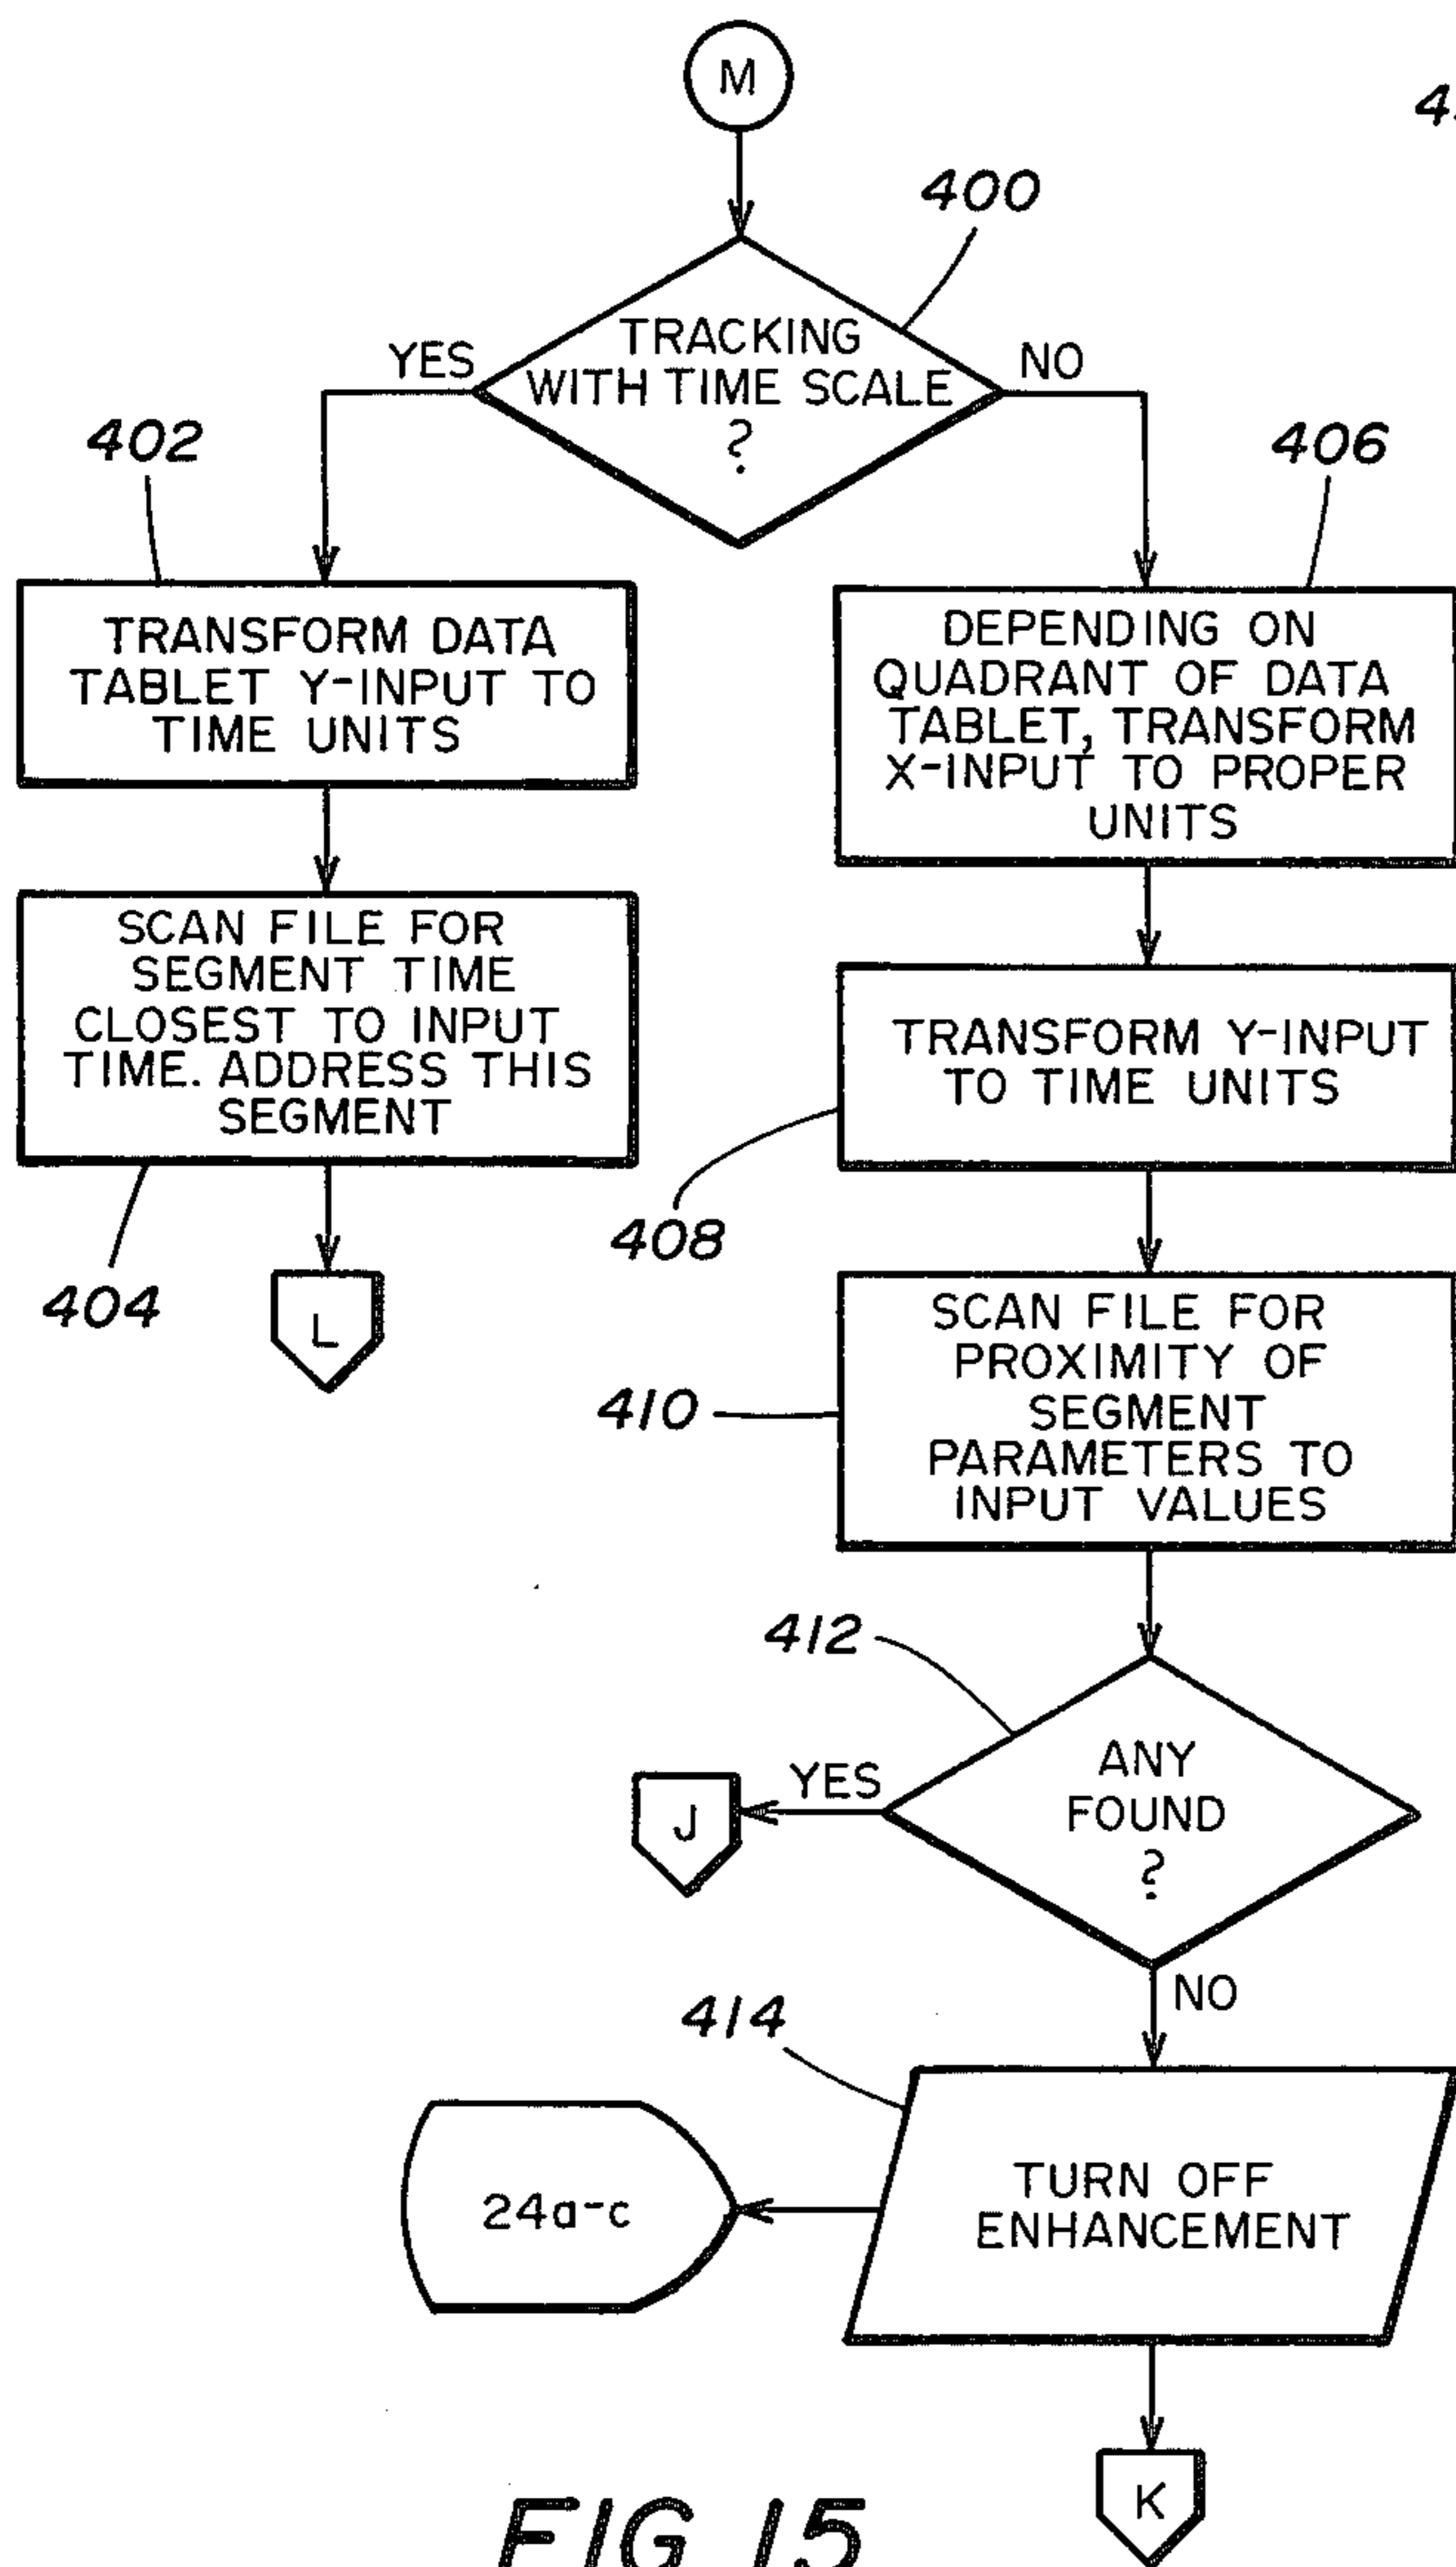 M
400
TRACKING
WITH TIME SCALE
?
YES
NO
402
406
TRANSFORM DATA
TABLET Y-INPUT TO
TIME UNITS
DEPENDING ON
QUADRANT OF DATA
TABLET, TRANSFORM
X-INPUT TO PROPER
UNITS
SCAN FILE FOR
SEGMENT TIME
CLOSEST TO INPUT
TIME. ADDRESS THIS
SEGMENT
404
L
TRANSFORM Y-INPUT
TO TIME UNITS
408
SCAN FILE FOR
PROXIMITY OF
SEGMENT
PARAMETERS TO
INPUT VALUES
410
412
ANY
FOUND
?
YES
J
NO
414
TURN OFF
ENHANCEMENT
24a-c
K
FIG 15